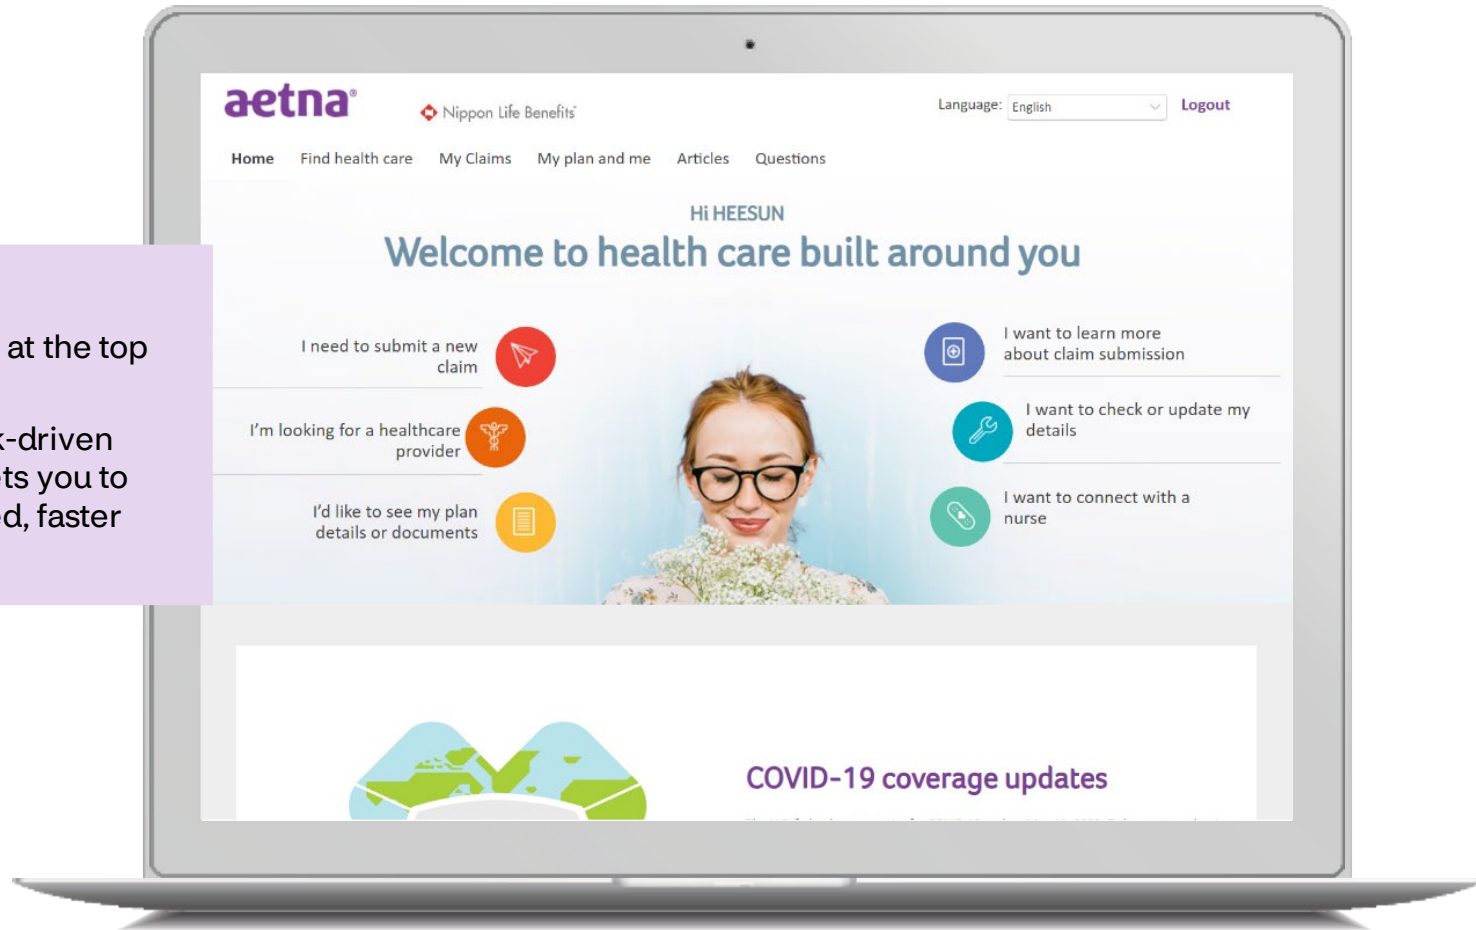 aetna®
Nippon Life Benefits®
Language: English
Logout
Home Find health care My Claims My plan and me Articles Questions
Hi HEESUN
Welcome to health care built around you
at the top
k-driven
ts you to
d, faster
I need to submit a new
claim
I'm looking for a healthcare
provider
I'd like to see my plan
details or documents
I want to learn more
about claim submission
I want to check or update my
details
I want to connect with a
nurse
COVID-19 coverage updates